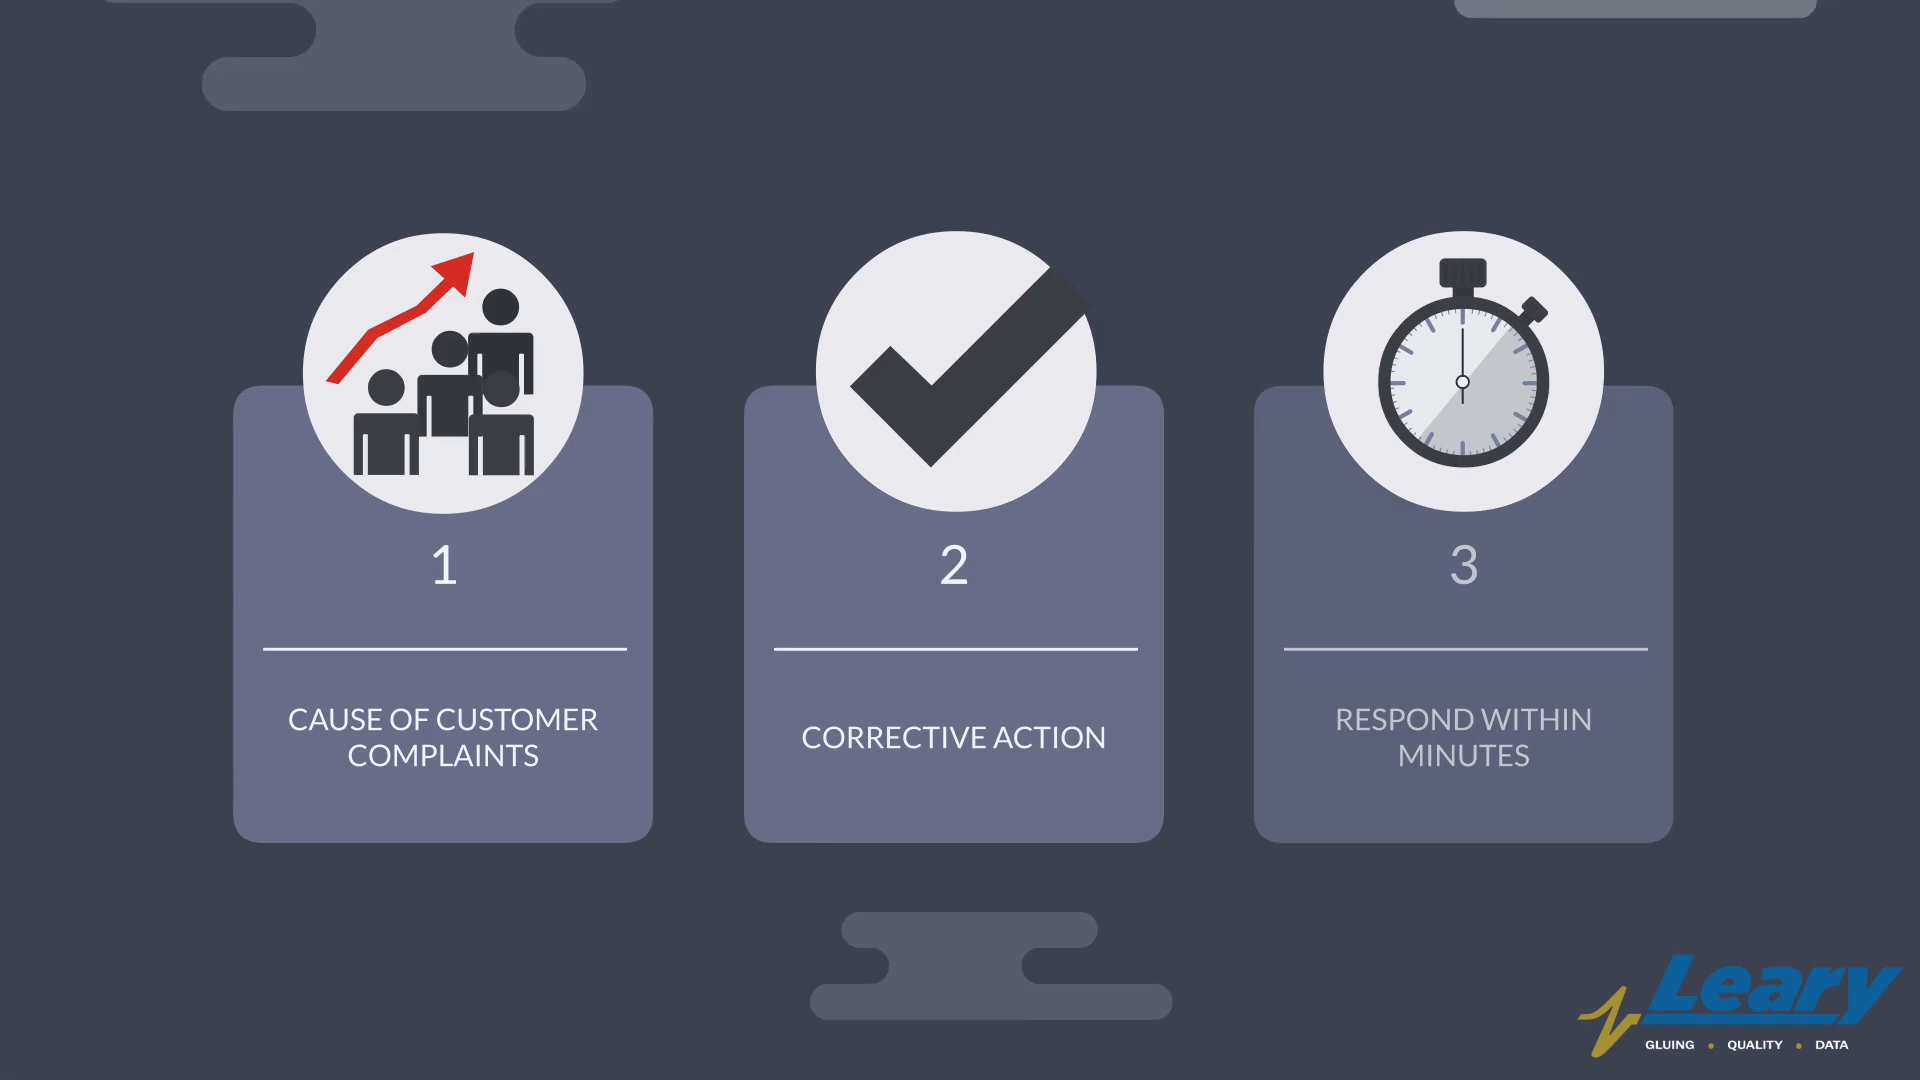 1
CAUSE OF CUSTOMER
COMPLAINTS
2
CORRECTIVE ACTION
3
RESPOND WITHIN
MINUTES
Leary
GLUING • QUALITY • DATA